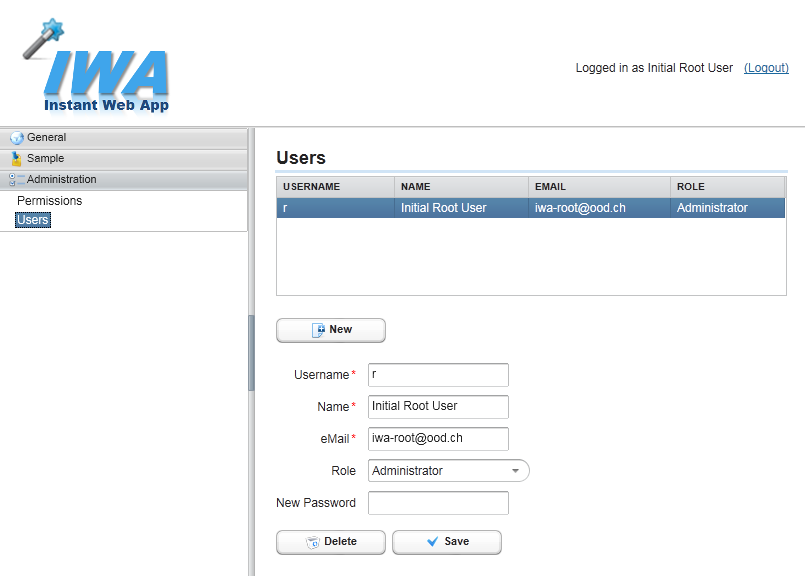 IWA
Instant Web App
Logged in as Initial Root User (Logout)
General
Sample
Administration
Permissions
Users
Users
USERNAME NAME EMAIL ROLE
r Initial Root User iwa-root@ood.ch Administrator
New
Username* r
Name* Initial Root User
eMail* iwa-root@ood.ch
Role Administrator
New Password
Delete Save